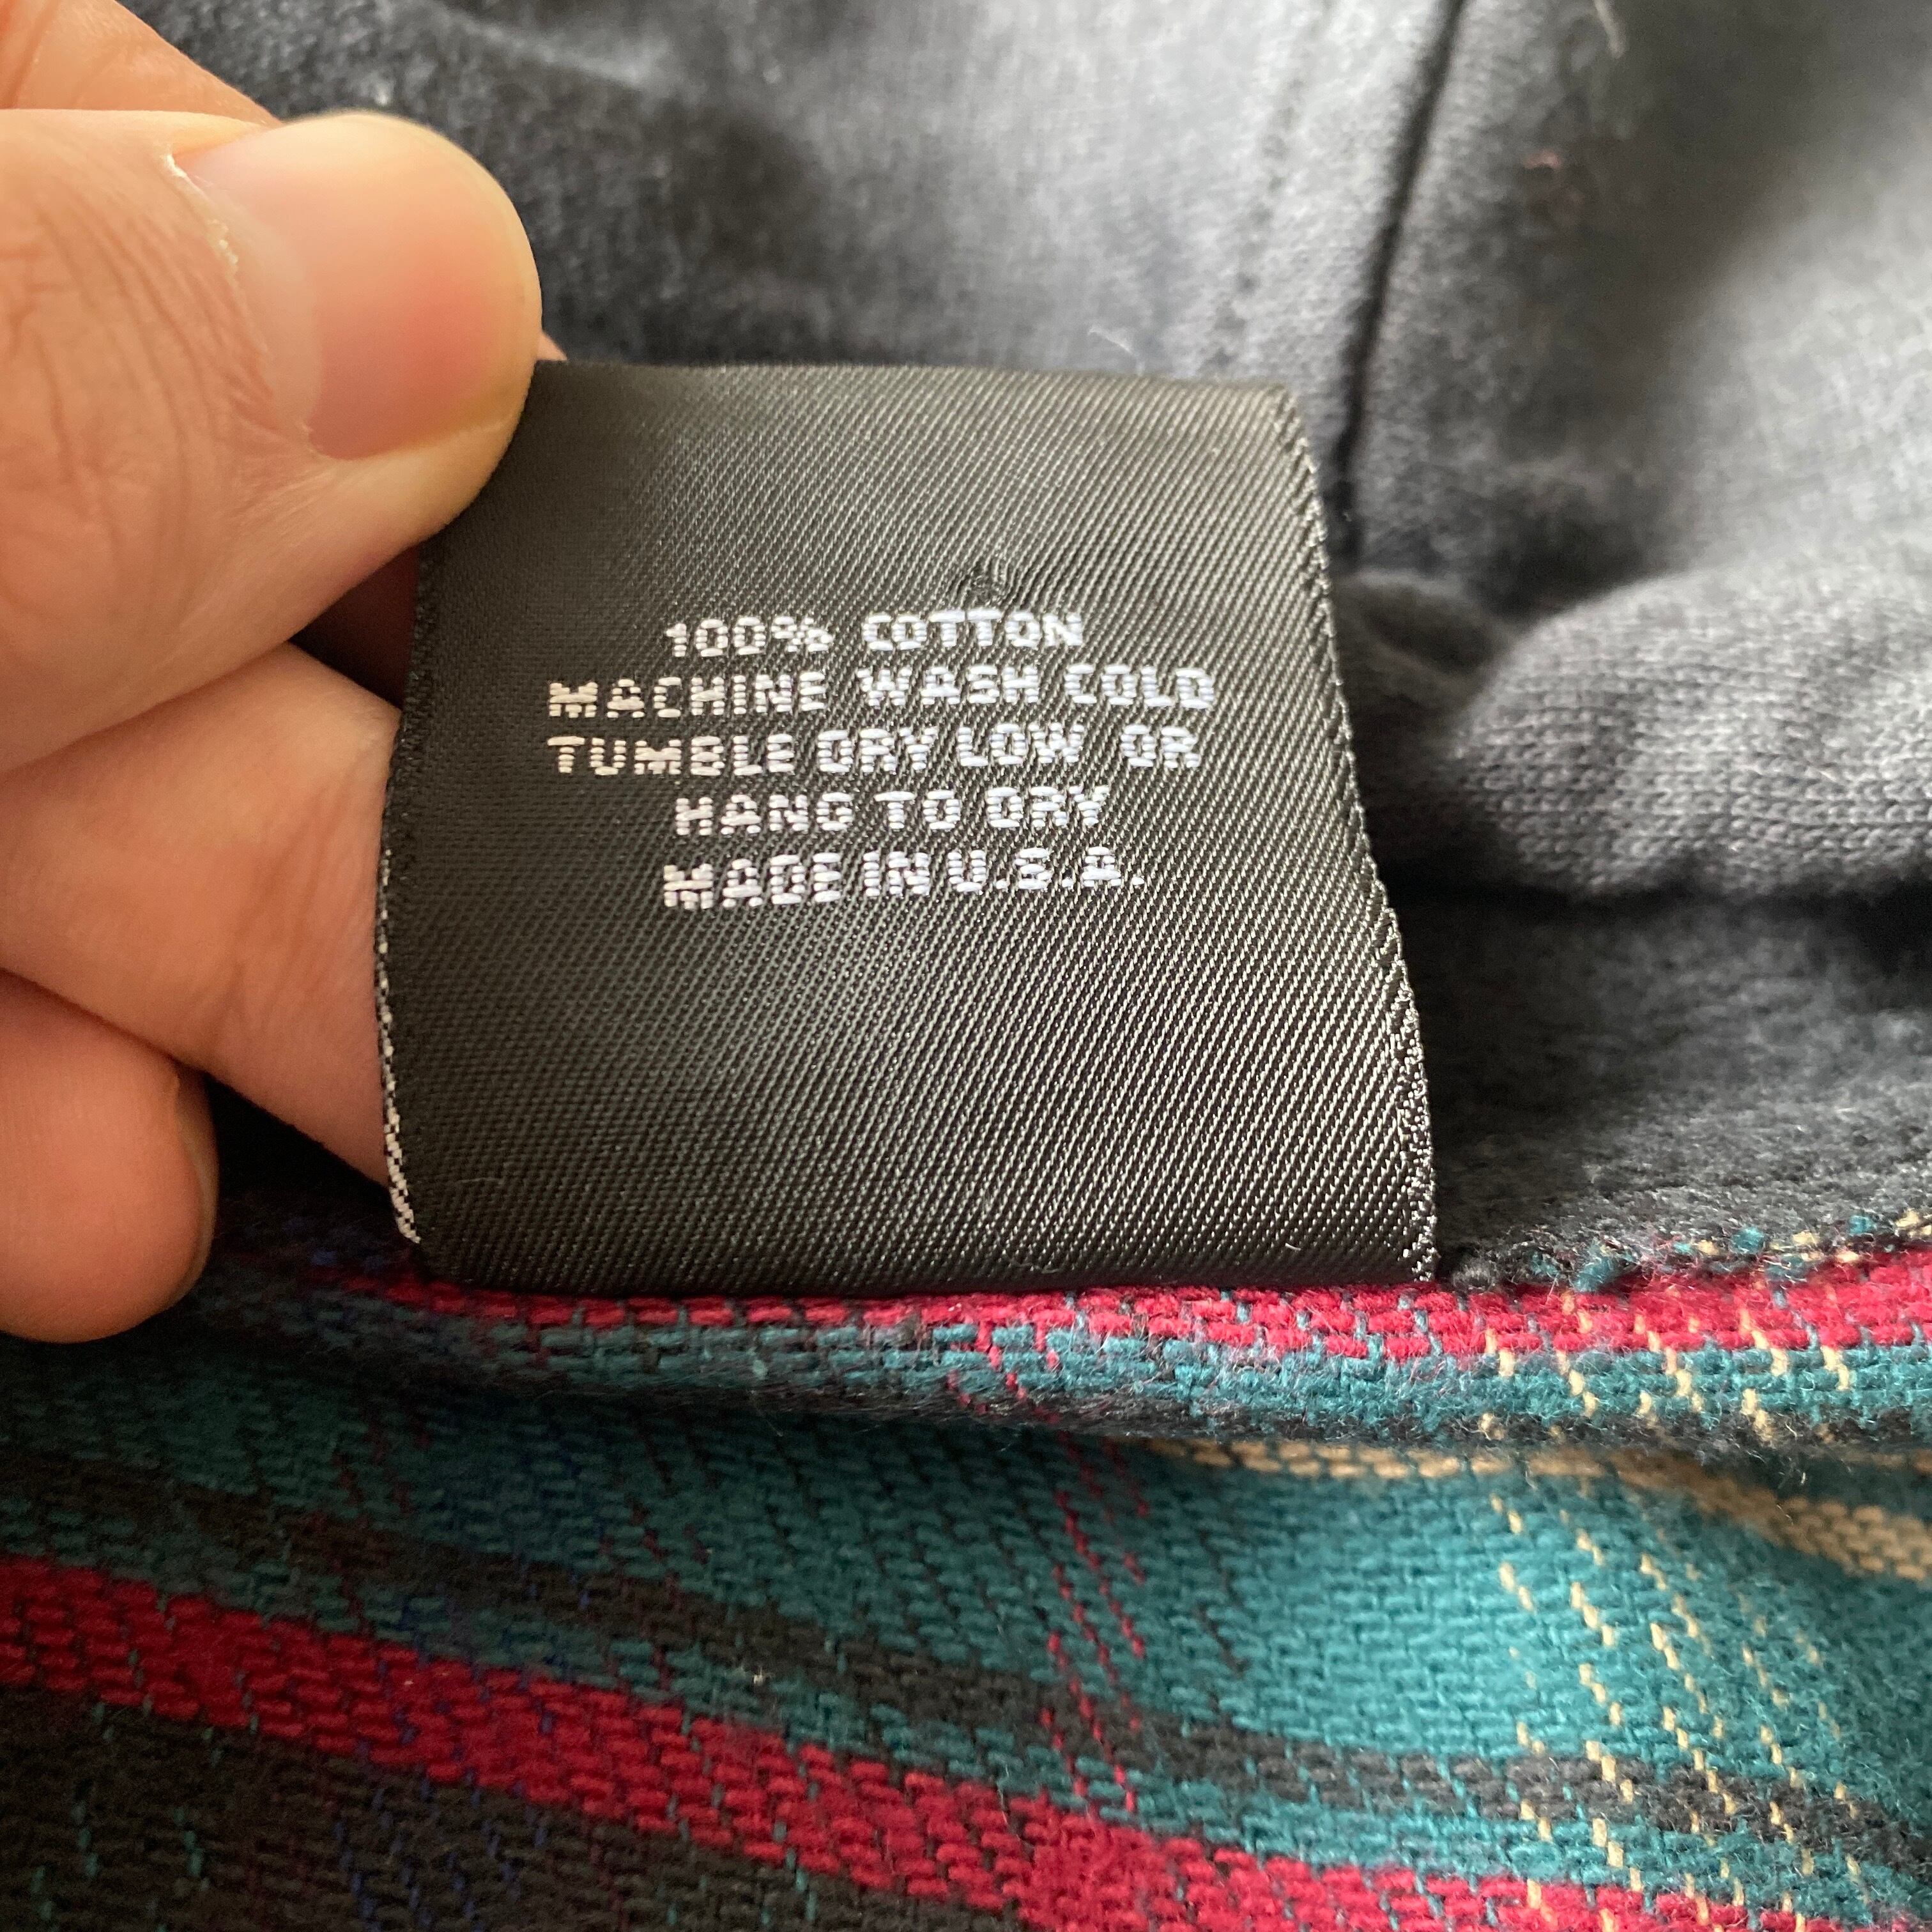 100% COTTON
MACHINE WASH COLD
TUMBLE DRY LOW OR
HANG TO DRY
MADE IN U.S.A.